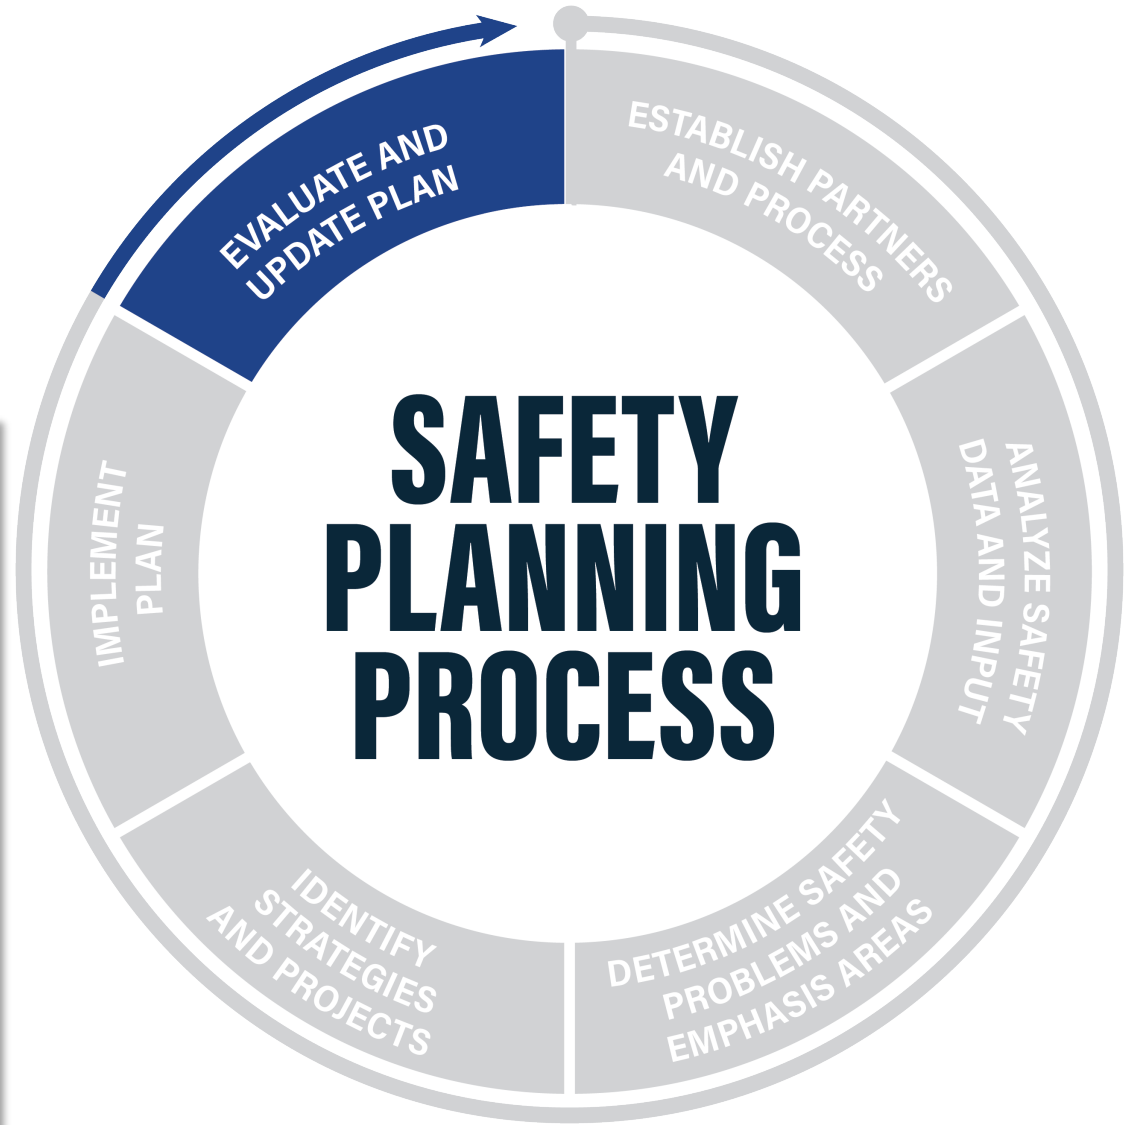 SAFETY
PLANNING
PROCESS
ESTABLISH PARTNERS
AND PROCESS
ANALYZE SAFETY
DATA AND INPUT
DETERMINE SAFETY
PROBLEMS AND
EMPHASIS AREAS
IDENTIFY
STRATEGIES
AND PROJECTS
IMPLEMENT
PLAN
EVALUATE AND
UPDATE PLAN